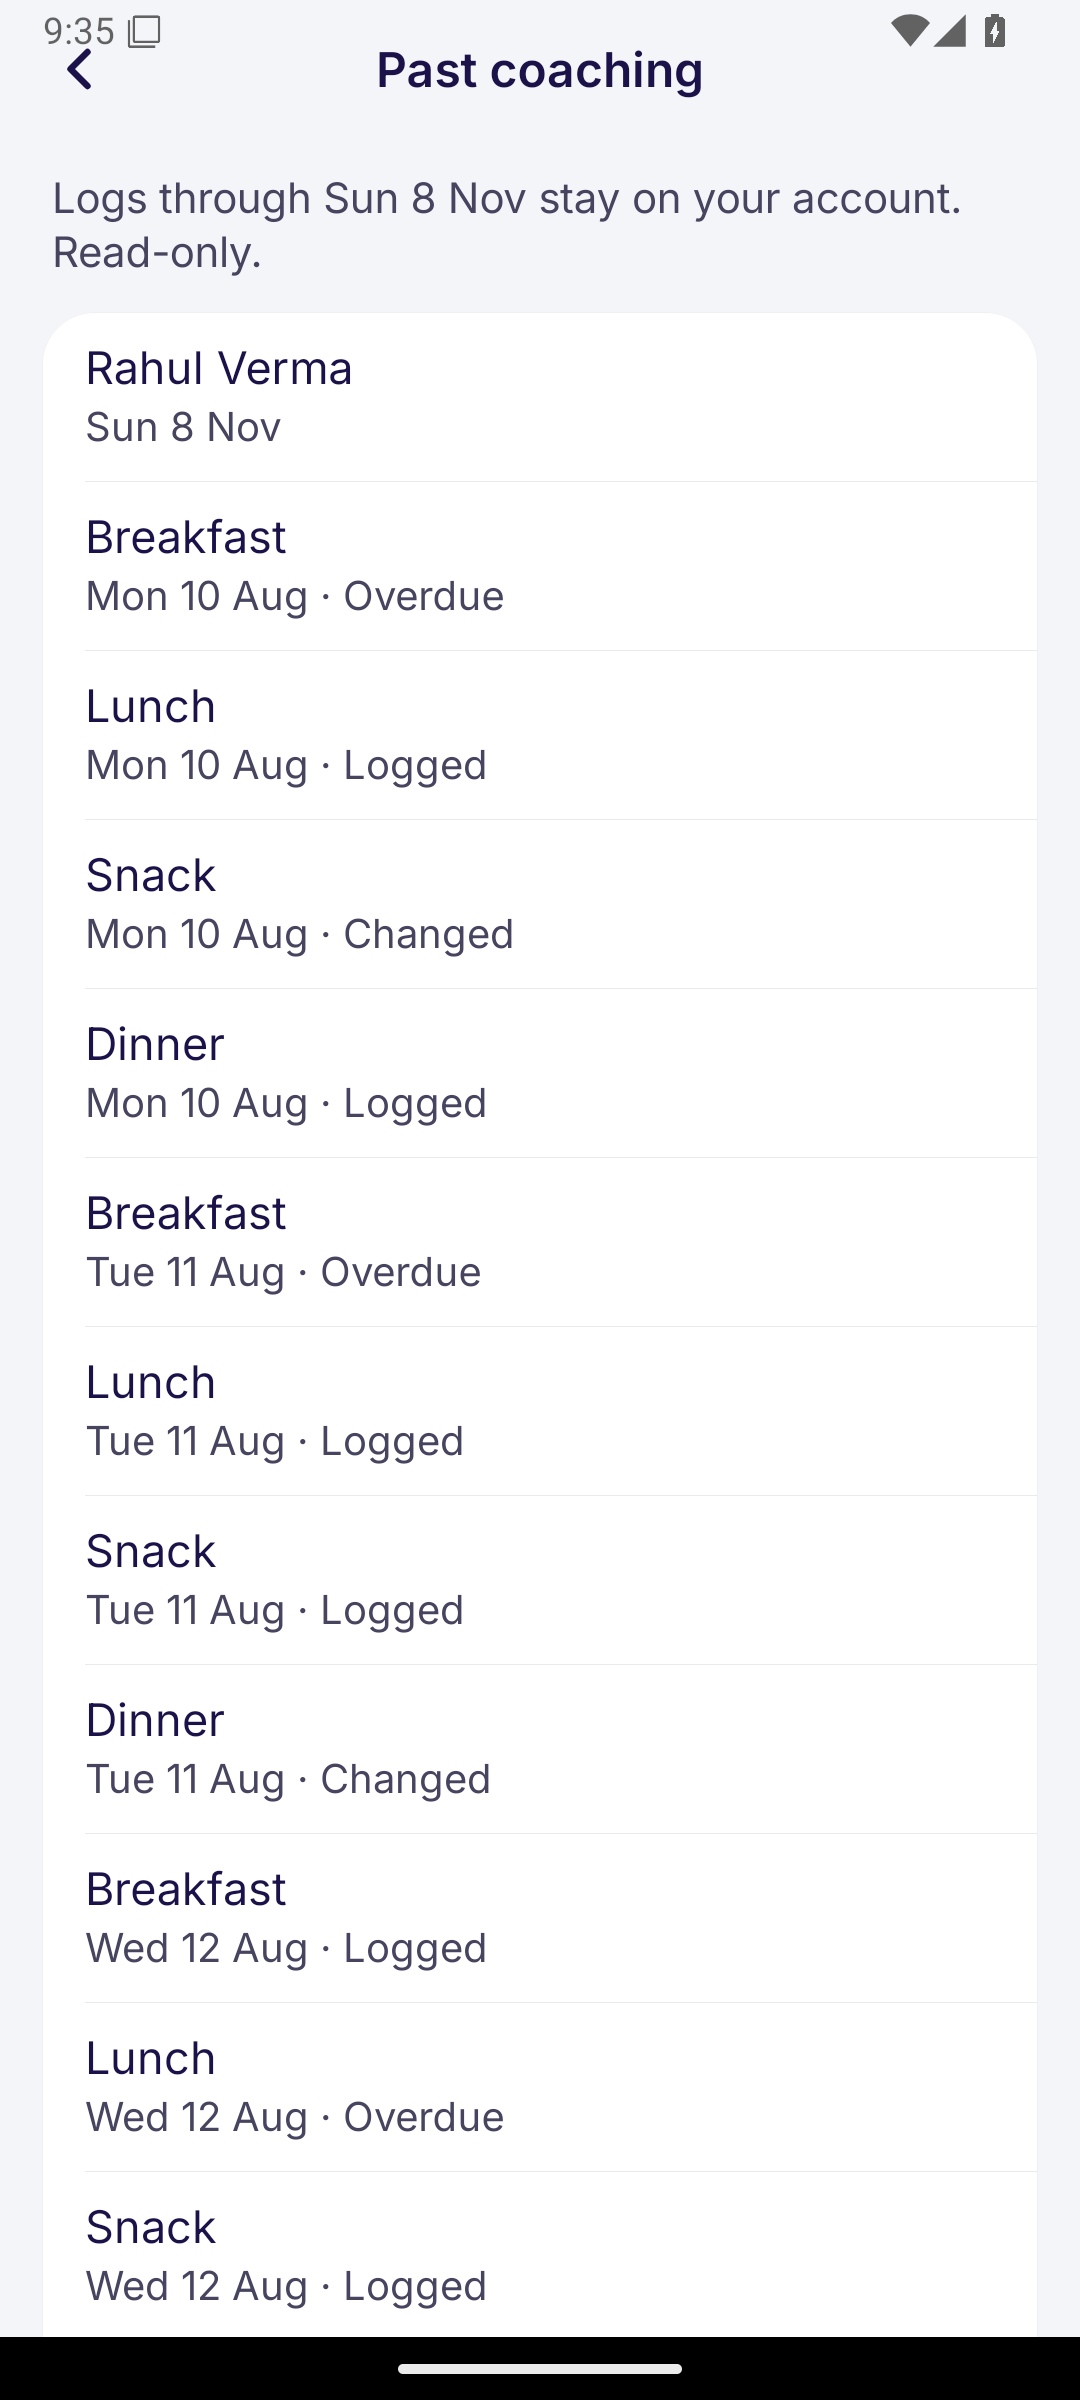 9:35
Past coaching
Logs through Sun 8 Nov stay on your account.
Read-only.
Rahul Verma
Sun 8 Nov
Breakfast
Mon 10 Aug · Overdue
Lunch
Mon 10 Aug · Logged
Snack
Mon 10 Aug · Changed
Dinner
Mon 10 Aug · Logged
Breakfast
Tue 11 Aug · Overdue
Lunch
Tue 11 Aug · Logged
Snack
Tue 11 Aug · Logged
Dinner
Tue 11 Aug · Changed
Breakfast
Wed 12 Aug · Logged
Lunch
Wed 12 Aug · Overdue
Snack
Wed 12 Aug · Logged